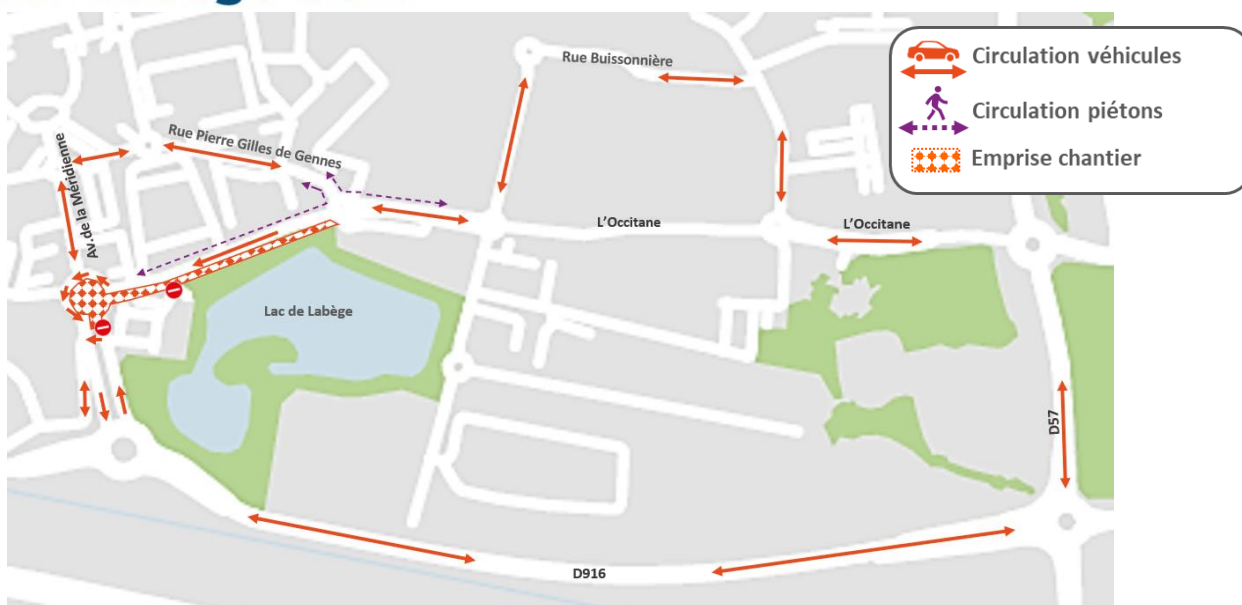 Circulation véhicules
Circulation piétons
Emprise chantier
Rue Buissonnière
Rue Pierre Gilles de Gennes
Av. de la Méridienne
L'Occitane
L'Occitane
Lac de Labège
D57
D916